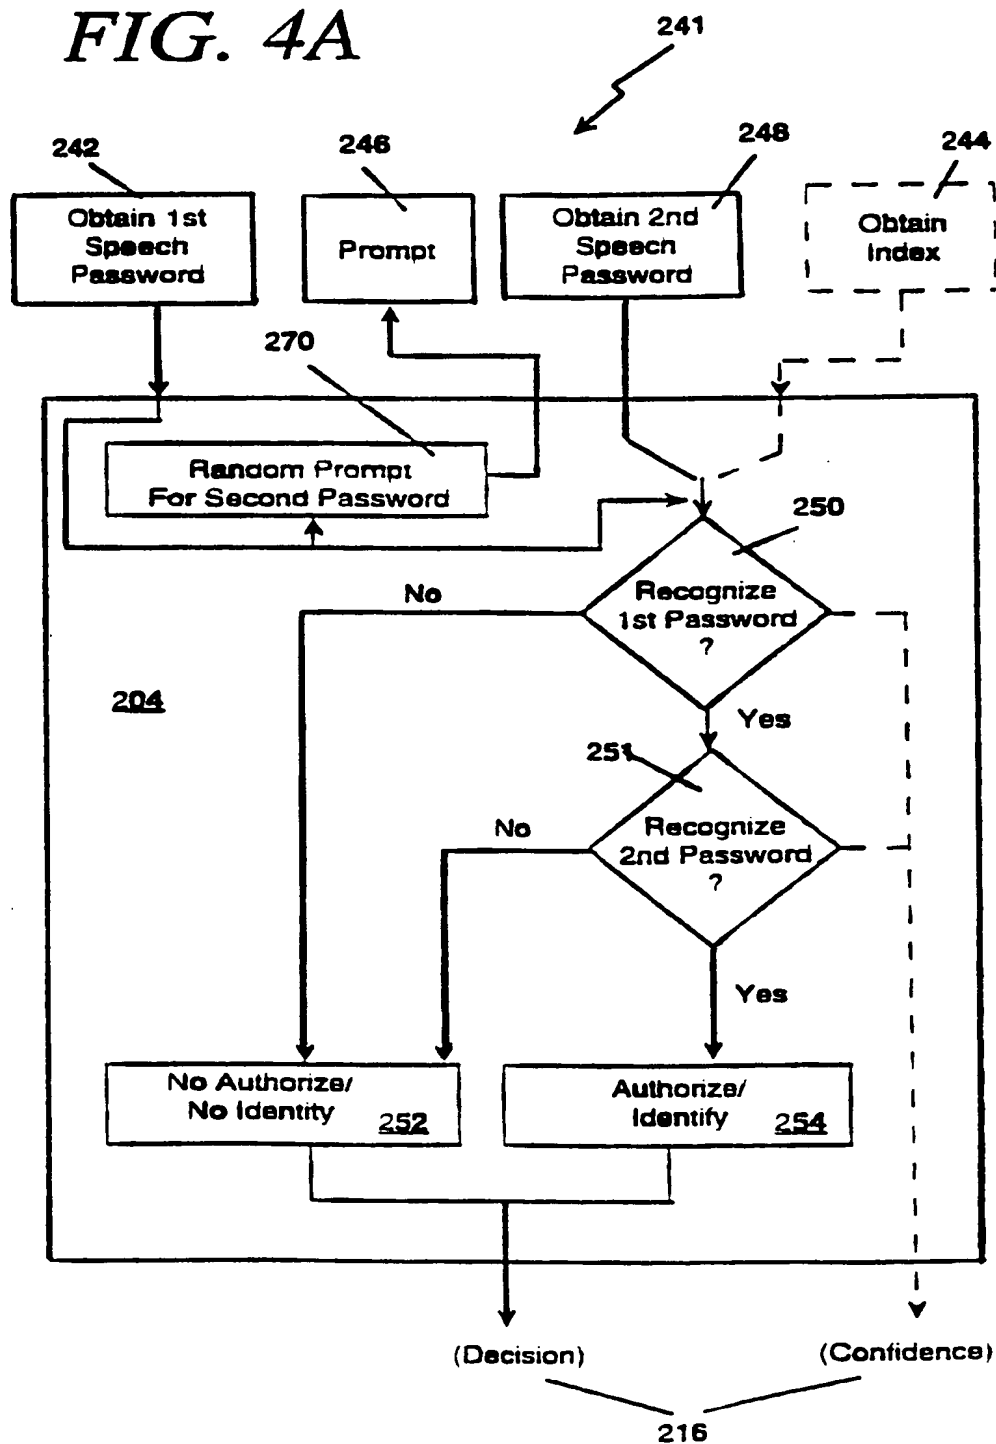 FIG. 4A
241
242
246
248
244
Obtain 1st
Speech
Password
Prompt
Obtain 2nd
Speech
Password
Obtain
Index
270
Random Prompt
For Second Password
250
No
Recognize
1st Password
?
204
Yes
251
No
Recognize
2nd Password
?
Yes
No Authorize/
No Identity
252
Authorize/
Identify
254
(Decision)
(Confidence)
216